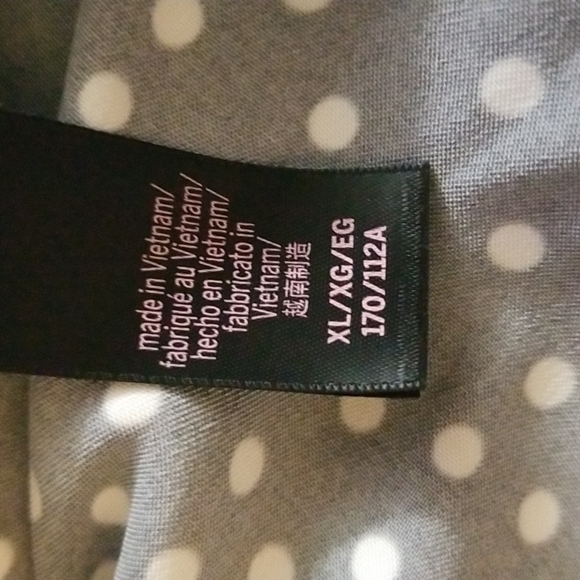 made in Vietnam/
fabriqué au Vietnam/
hecho en Vietnam/
fabbricato in
Vietnam/
越南制造
XL/XG/EG
170/112A